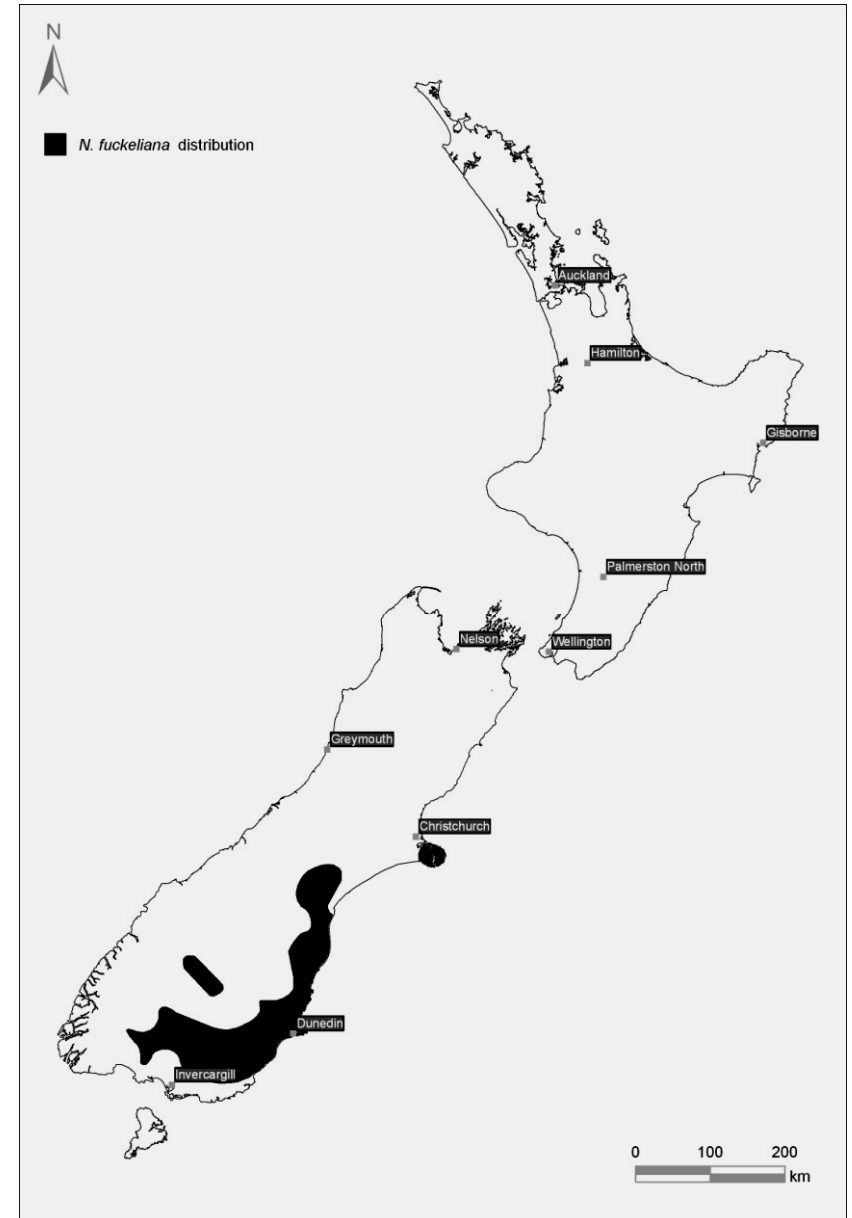 N
N. fuckeliana distribution
Auckland
Hamilton
Gisborne
Palmerston North
Nelson
Wellington
Greymouth
Christchurch
Dunedin
Invercargill
0 100 200
km